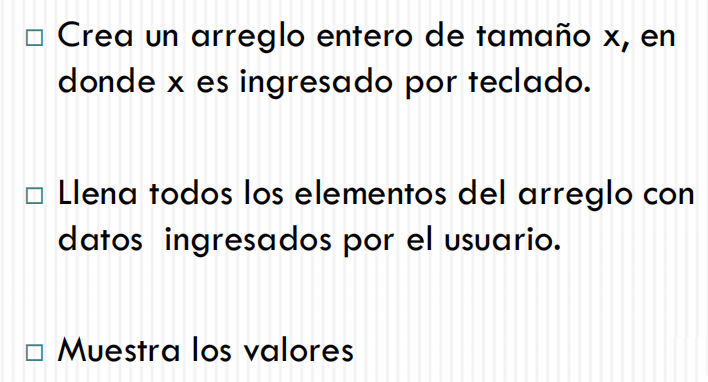 Crea un arreglo entero de tamaño x, en
donde x es ingresado por teclado.
Llena todos los elementos del arreglo con
datos  ingresados por el usuario.
Muestra los valores